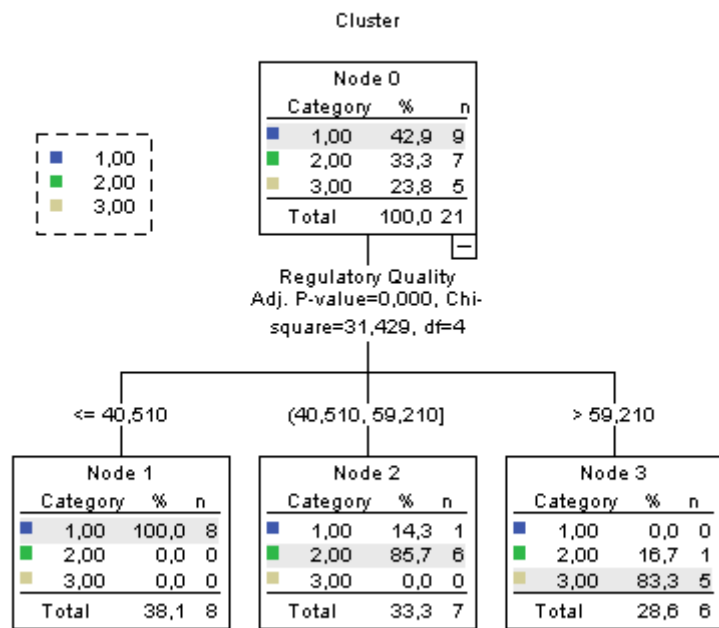 Cluster
Node 0
Category % n
1,00 42,9 9
2,00 33,3 7
3,00 23,8 5
Total 100,0 21
1,00
2,00
3,00
Regulatory Quality
Adj. P-value=0,000, Chi-
square=31,429, df=4
<= 40,510
(40,510, 59,210]
> 59,210
Node 1
Category % n
1,00 100,0 8
2,00 0,0 0
3,00 0,0 0
Total 38,1 8
Node 2
Category % n
1,00 14,3 1
2,00 85,7 6
3,00 0,0 0
Total 33,3 7
Node 3
Category % n
1,00 0,0 0
2,00 16,7 1
3,00 83,3 5
Total 28,6 6